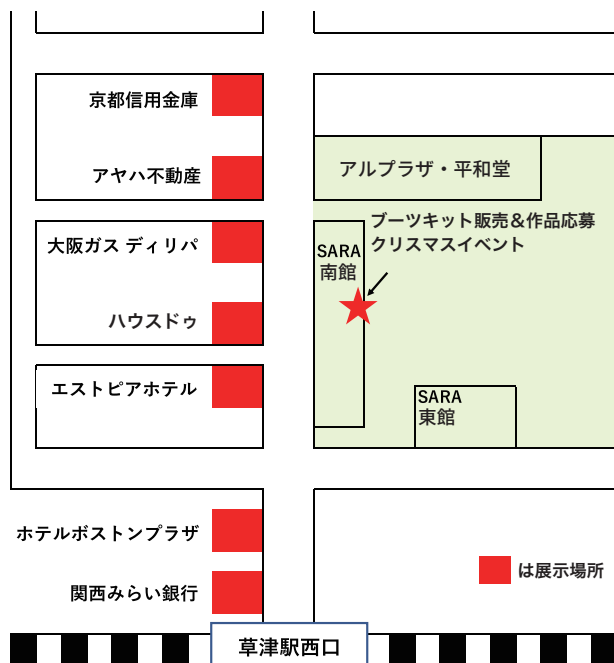 京都信用金庫
アヤハ不動産
アルプラザ・平和堂
大阪ガス ディリパ
ブーツキット販売＆作品応募
クリスマスイベント
SARA
南館
ハウスドゥ
エストピアホテル
SARA
東館
ホテルボストンプラザ
は展示場所
関西みらい銀行
草津駅西口